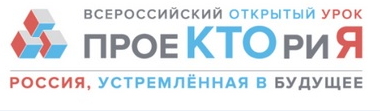 ВСЕРОССИЙСКИЙ ОТКРЫТЫЙ УРОК
ПРОЕКТОРИЯ
РОССИЯ, УСТРЕМЛЁННАЯ В БУДУЩЕЕ